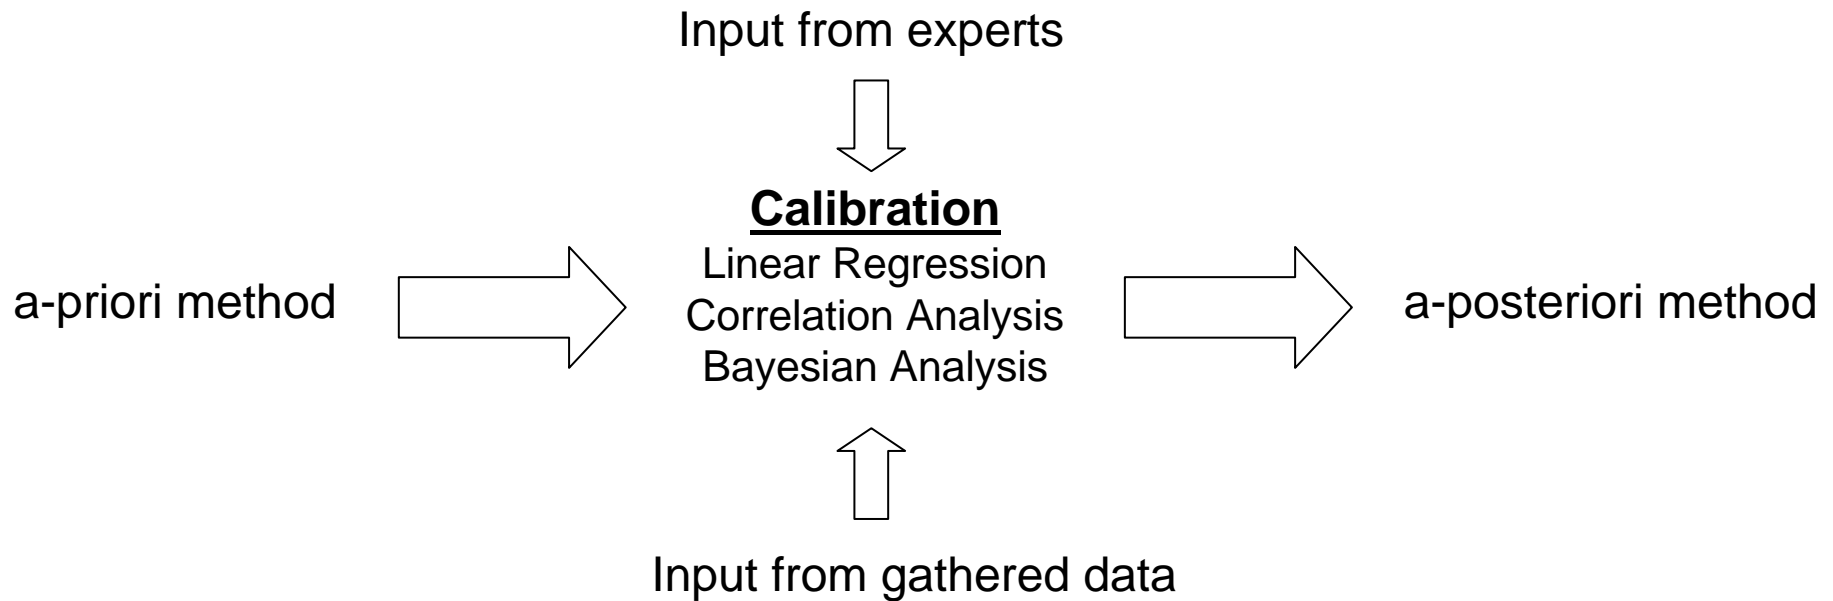 Input from experts
Calibration
Linear Regression
a-priori method
Correlation Analysis
a-posteriori method
Bayesian Analysis
Input from gathered data